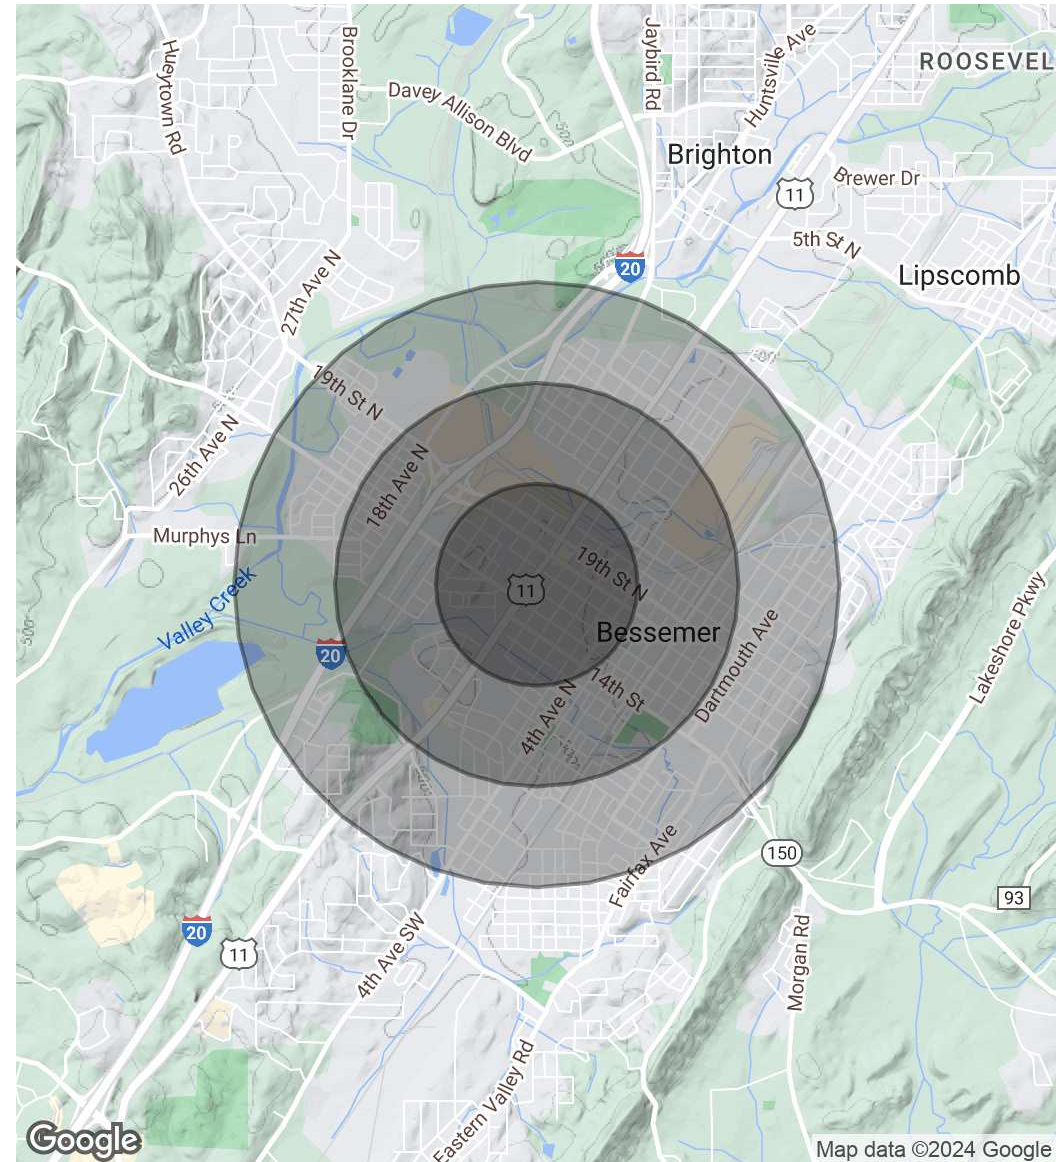 Hueytown Rd
Brooklane Dr
Jaybird Rd
Huntsville Ave
ROOSEVEL
Davey Allison Blvd
500
Brighton
11
Brewer Dr
5th St N
20
Lipscomb
27th Ave N
500
19th St N
26th Ave N
18th Ave N
Murphys Ln
19th St N
Valley Creek
11
Bessemer
500
20
14th St
4th Ave N
Dartmouth Ave
Lakeshore Pkwy
150
Fairfax Ave
93
20
11
4th Ave SW
Morgan Rd
Eastern Valley Rd
Google
Map data ©2024 Google